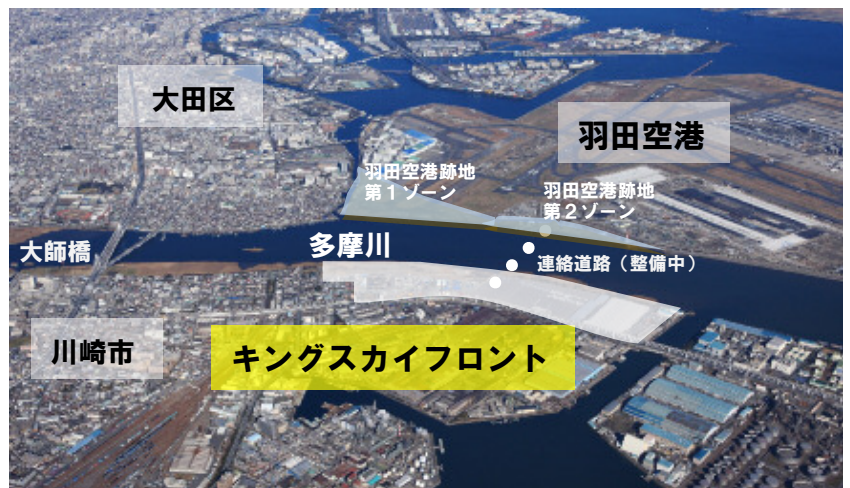 大田区
羽田空港
羽田空港跡地
第1ゾーン
羽田空港跡地
第2ゾーン
大師橋
多摩川
連絡道路（整備中）
川崎市
キングスカイフロント